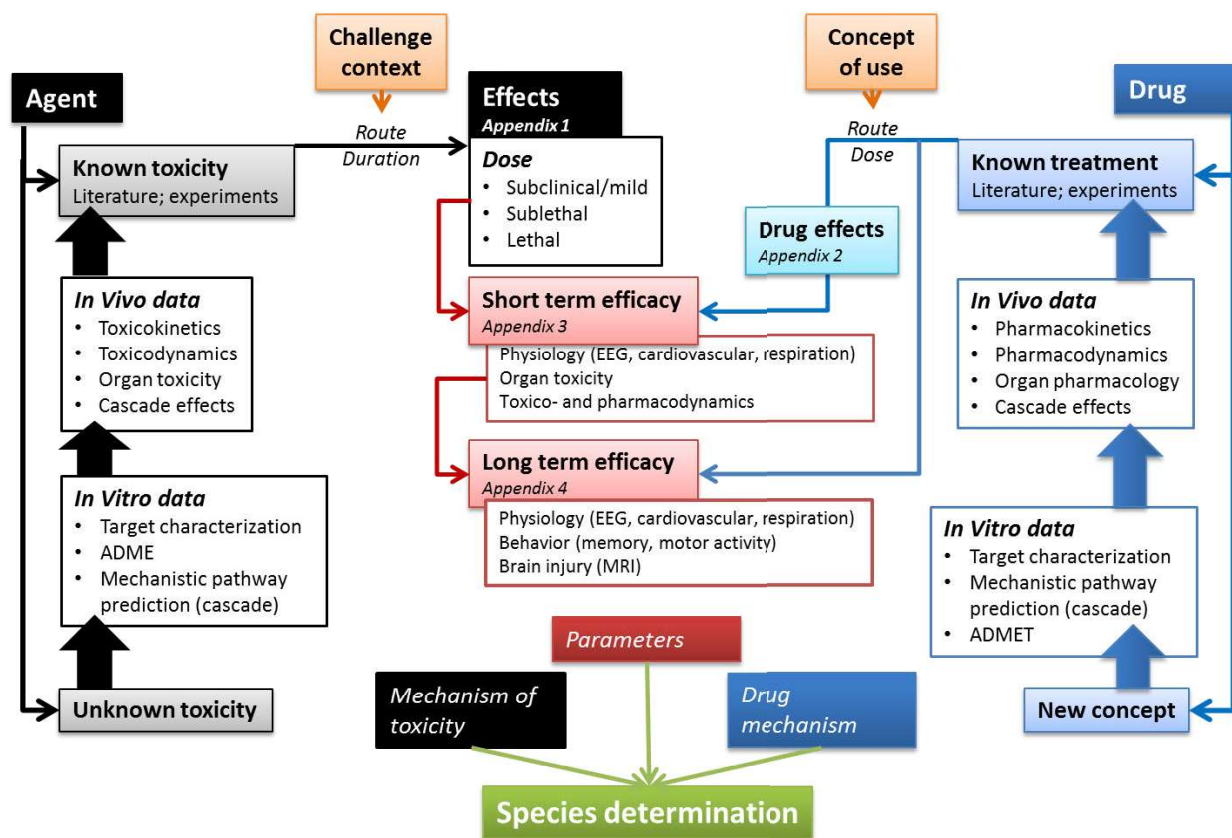 Challenge
context
Concept
of use
Agent
Effects
Appendix 1
Drug
Route
Duration
Route
Dose
Known toxicity
Literature; experiments
Dose
• Subclinical/mild
• Sublethal
• Lethal
Known treatment
Literature; experiments
Drug effects
Appendix 2
In Vivo data
• Toxicokinetics
• Toxicodynamics
• Organ toxicity
• Cascade effects
Short term efficacy
Appendix 3
Physiology (EEG, cardiovascular, respiration)
Organ toxicity
Toxico- and pharmacodynamics
In Vivo data
• Pharmacokinetics
• Pharmacodynamics
• Organ pharmacology
• Cascade effects
Long term efficacy
Appendix 4
Physiology (EEG, cardiovascular, respiration)
Behavior (memory, motor activity)
Brain injury (MRI)
In Vitro data
• Target characterization
• ADME
• Mechanistic pathway
prediction (cascade)
In Vitro data
• Target characterization
• Mechanistic pathway
prediction (cascade)
• ADMET
Parameters
Mechanism of
toxicity
Drug
mechanism
Unknown toxicity
New concept
Species determination